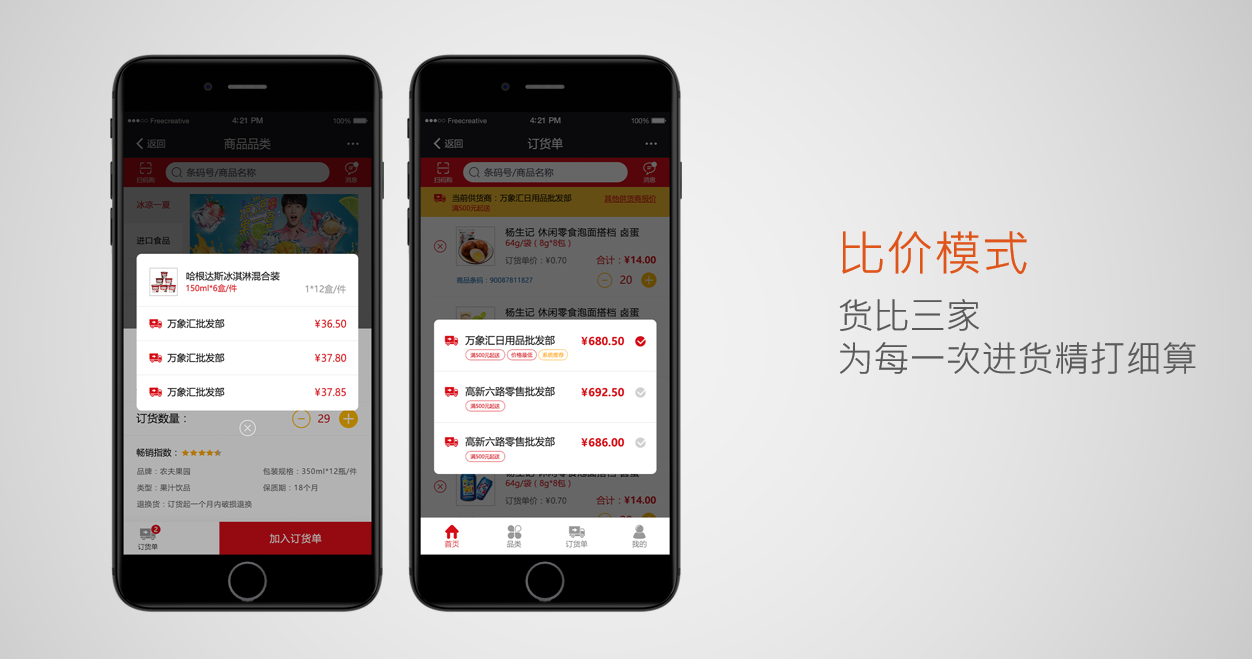 ●●●○○ Freecreative 4:21 PM 100%
返回 商品品类 •••
扫码购 条码号/商品名称 消息
冰凉一夏
进口食品
哈根达斯冰淇淋混合装
150ml*6盒/件 1*12盒/件
万象汇批发部 ¥36.50
万象汇批发部 ¥37.80
万象汇批发部 ¥37.85
订货数量： 29
畅销指数：
品牌：农夫果园 包装规格：350ml*12瓶/件
类型：果汁饮品 保质期：18个月
退换货：订货起一个月内破损退换
2
订货单 加入订货单
●●●○○ Freecreative 4:21 PM 100%
返回 订货单 •••
扫码购 条码号/商品名称 消息
当前供货商：万象汇日用品批发部 其他供货商报价
满500元起送
杨生记 休闲零食泡面搭档 卤蛋
64g/袋 ( 8g*8包 )
订货单价：¥0.70 合计：¥14.00
商品条码：90087811827 20
杨生记 休闲零食泡面搭档 卤蛋
万象汇日用品批发部 ¥680.50
满500元起送 价格最低 系统推荐
高新六路零售批发部 ¥692.50
满500元起送
高新六路零售批发部 ¥686.00
满500元起送
杨生记 休闲零食泡面搭档 卤蛋
64g/袋 ( 8g*8包 )
订货单价：¥0.70 合计：¥14.00
首页 品类 订货单 我的
比价模式
货比三家
为每一次进货精打细算